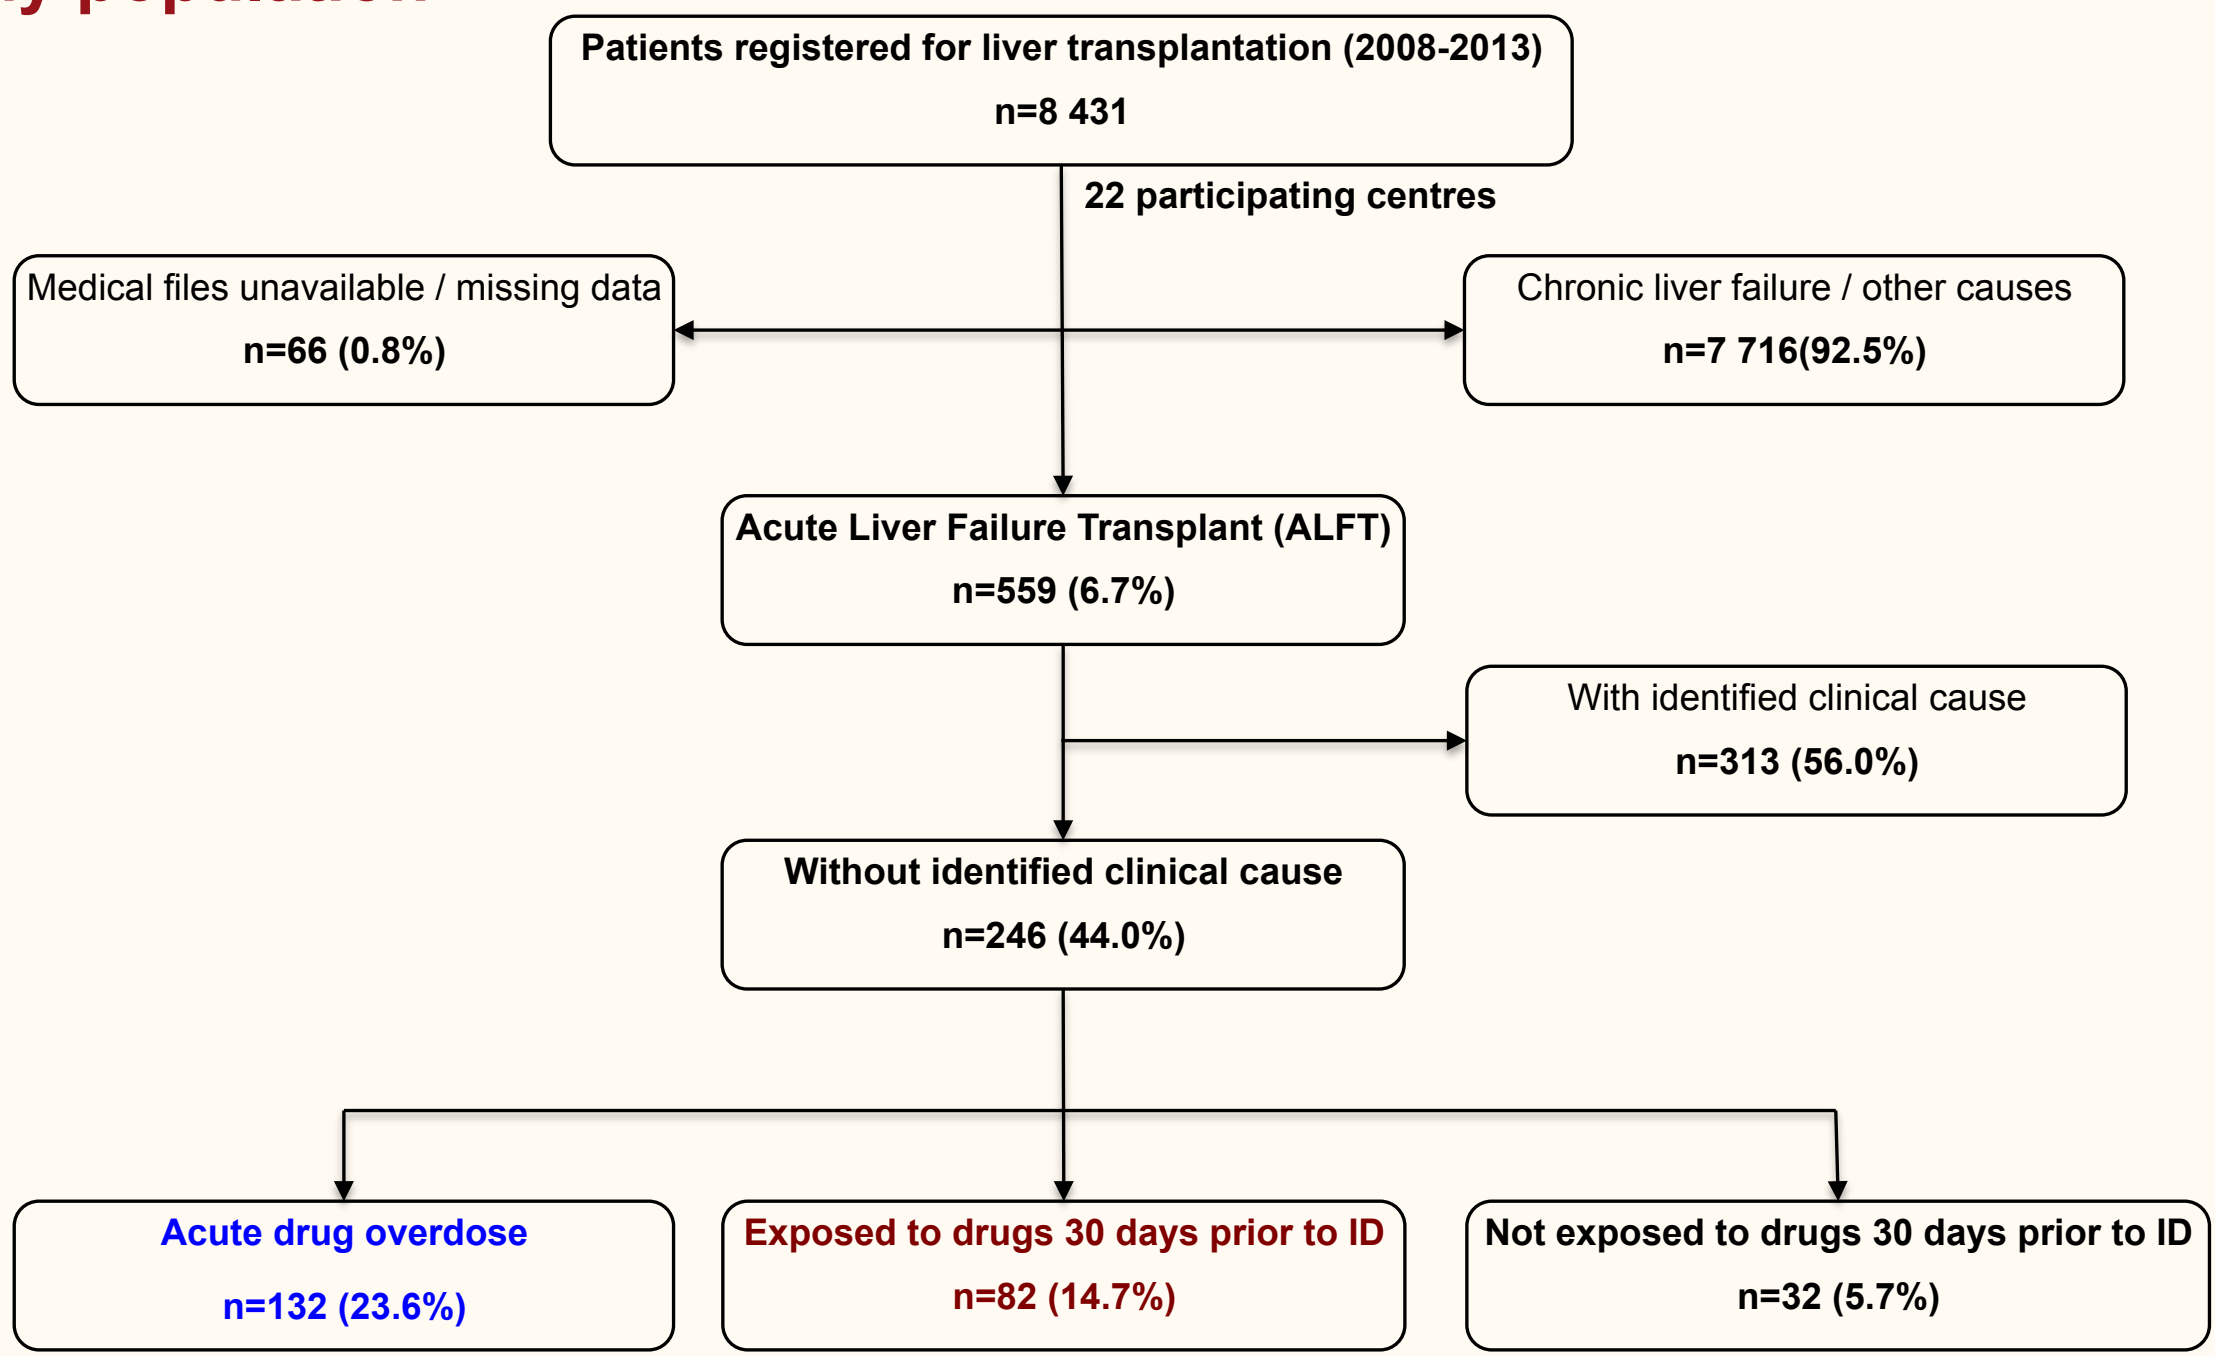 population
Patients registered for liver transplantation (2008-2013)
n=8 431
22 participating centres
Medical files unavailable / missing data
n=66 (0.8%)
Chronic liver failure / other causes
n=7 716(92.5%)
Acute Liver Failure Transplant (ALFT)
n=559 (6.7%)
With identified clinical cause
n=313 (56.0%)
Without identified clinical cause
n=246 (44.0%)
Acute drug overdose
n=132 (23.6%)
Exposed to drugs 30 days prior to ID
n=82 (14.7%)
Not exposed to drugs 30 days prior to ID
n=32 (5.7%)